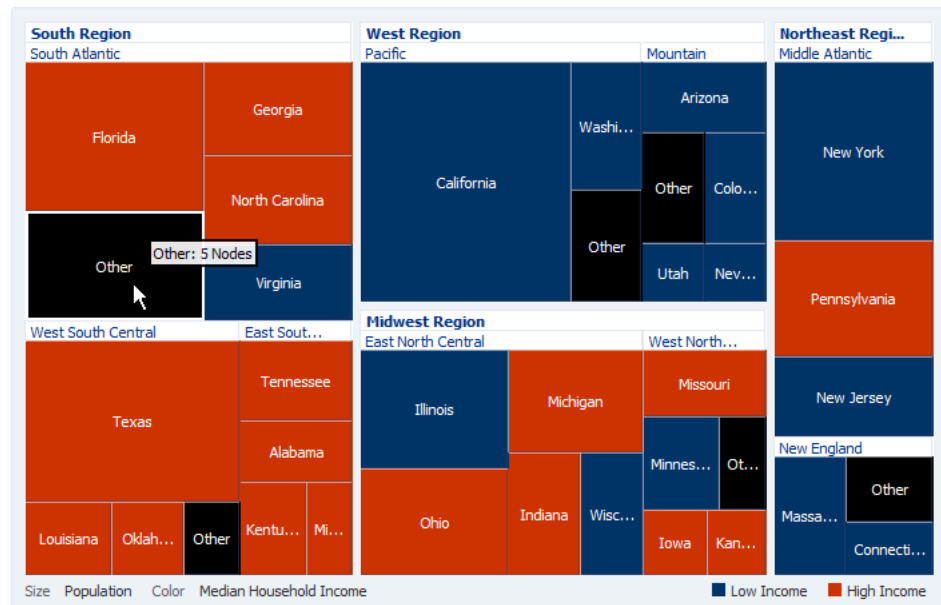 South Region
South Atlantic
Florida
Georgia
North Carolina
Other
Other: 5 Nodes
Virginia
West South Central
Texas
Louisiana
Oklah...
Other
East Sout...
Tennessee
Alabama
Kentu...
Mi...
West Region
Pacific
California
Washi...
Other
Mountain
Arizona
Other
Colo...
Utah
Nev...
Midwest Region
East North Central
Illinois
Michigan
Ohio
Indiana
Wisc...
West North...
Missouri
Minnes...
Ot...
Iowa
Kan...
Northeast Regi...
Middle Atlantic
New York
Pennsylvania
New Jersey
New England
Massa...
Other
Connecti...
Size Population Color Median Household Income
Low Income High Income